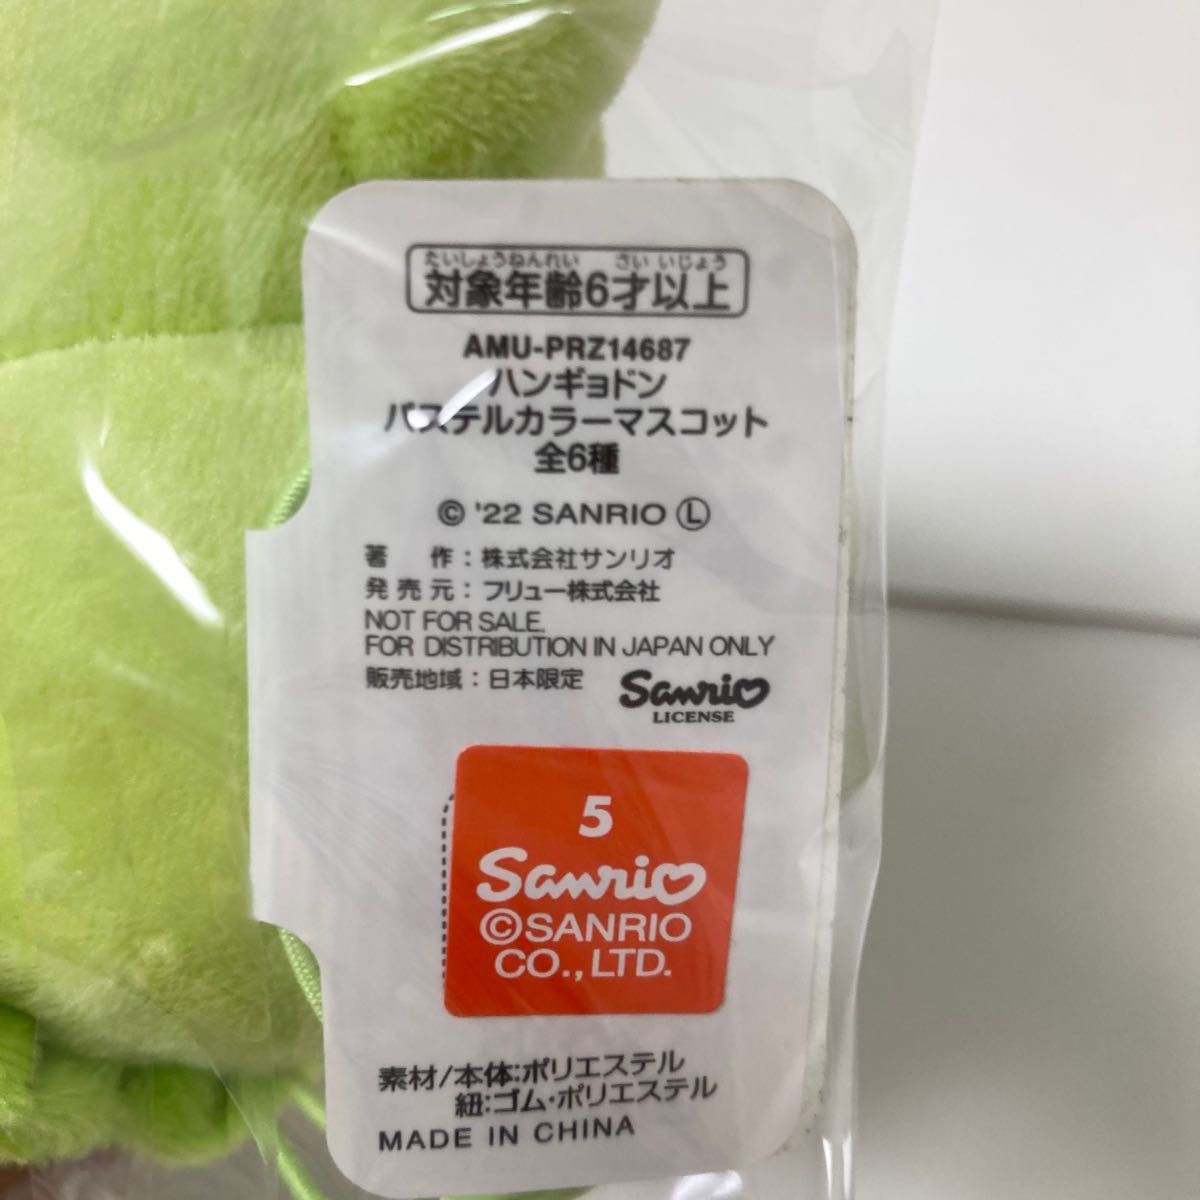 たいしょうねんれい さい いじょう
対象年齢6才以上
AMU-PRZ14687
ハンギョドン
パステルカラーマスコット
全6種
© '22 SANRIO Ⓛ
著 作：株式会社サンリオ
発売元：フリュー株式会社
NOT FOR SALE.
FOR DISTRIBUTION IN JAPAN ONLY
販売地域：日本限定
Sanrio
LICENSE
5
Sanrio
©SANRIO
CO.,LTD.
素材/本体:ポリエステル
紐:ゴム・ポリエステル
MADE IN CHINA